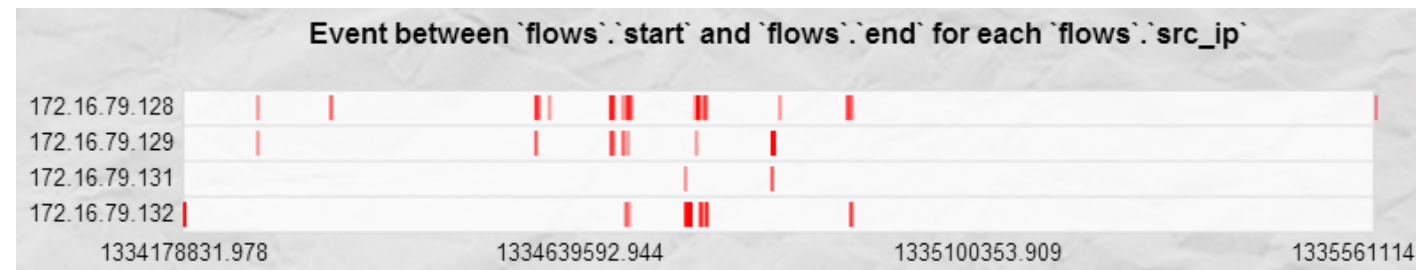 Event between `flows`.`start` and `flows`.`end` for each `flows`.`src_ip`
172.16.79.128
172.16.79.129
172.16.79.131
172.16.79.132
1334178831.978 1334639592.944 1335100353.909 1335561114